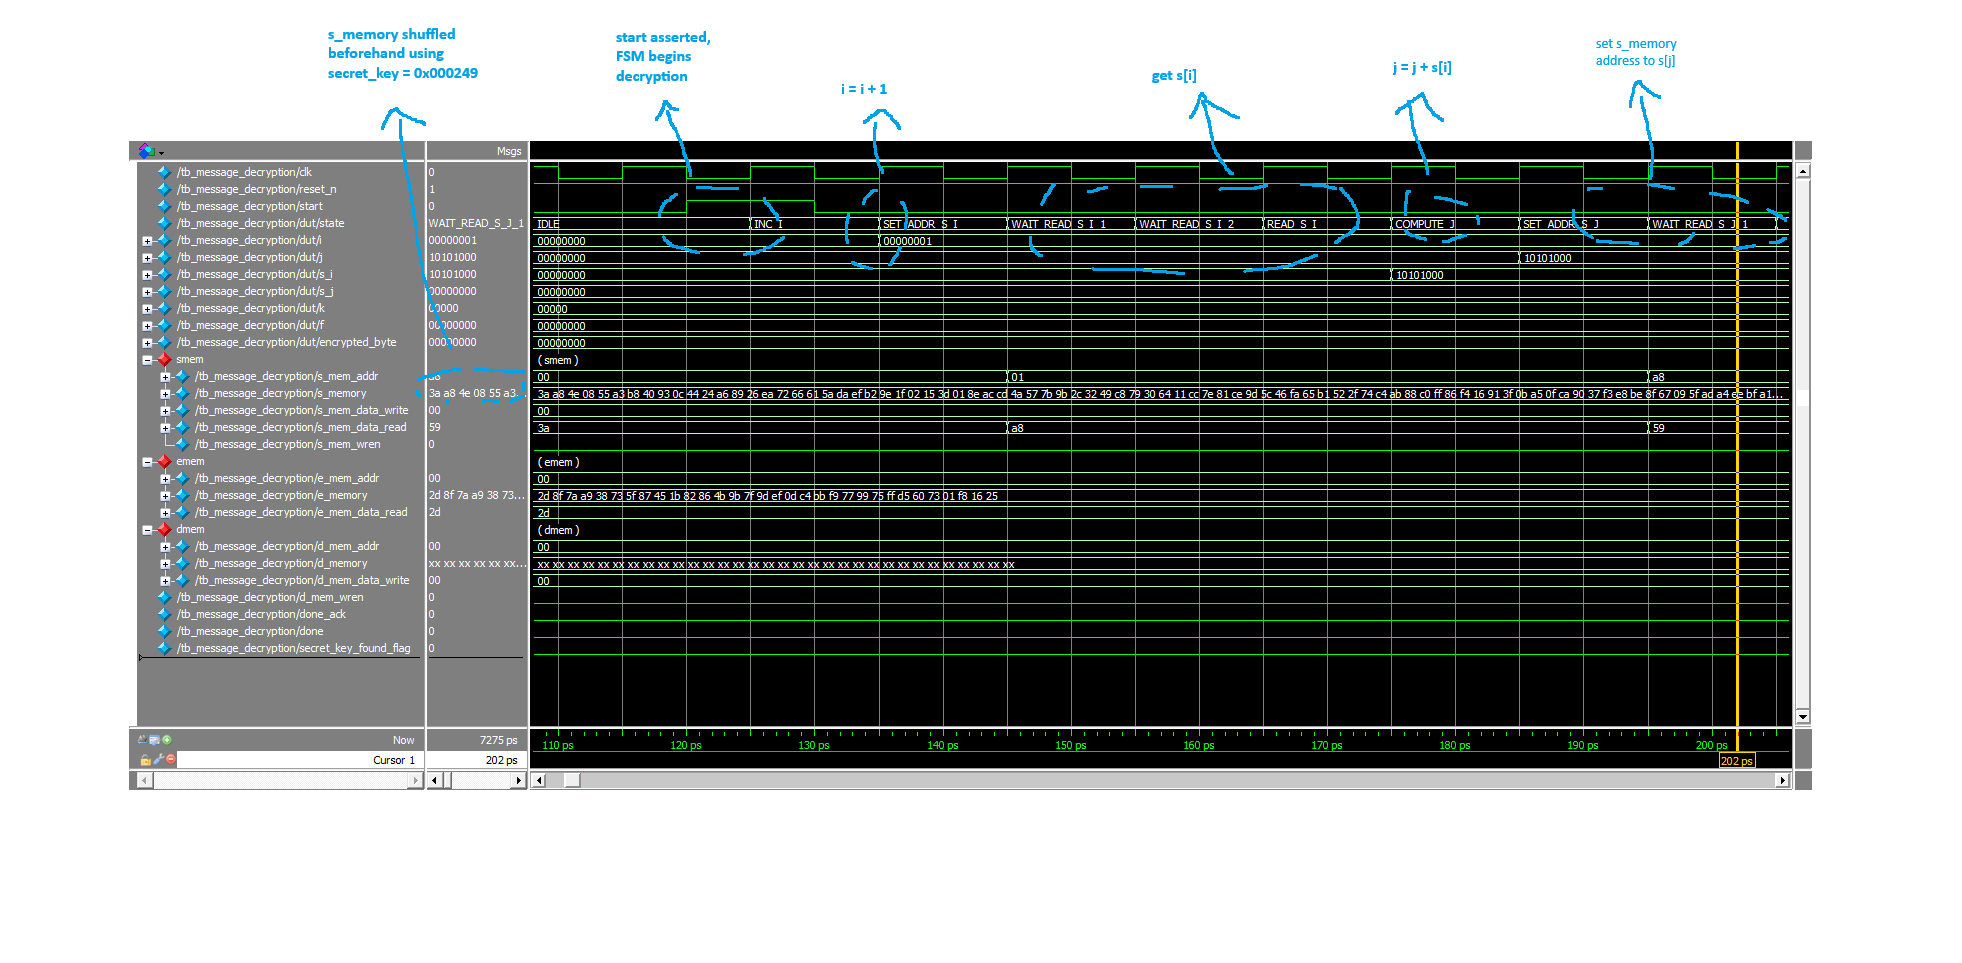 s_memory shuffled
beforehand using
secret_key = 0x000249
start asserted,
FSM begins
decryption
i = i + 1
get s[i]
j = j + s[i]
set s_memory
address to s[j]
Msgs
/tb_message_decryption/clk 0
/tb_message_decryption/reset_n 1
/tb_message_decryption/start 0
/tb_message_decryption/dut/state WAIT_READ_S_J_1 IDLE INC_I SET_ADDR_S_I WAIT_READ_S_I_1 WAIT_READ_S_I_2 READ_S_I COMPUTE_J SET_ADDR_S_J WAIT_READ_S_J_1
/tb_message_decryption/dut/i 00000001 00000000 00000001
/tb_message_decryption/dut/j 10101000 00000000 10101000
/tb_message_decryption/dut/s_i 10101000 00000000 10101000
/tb_message_decryption/dut/s_j 00000000 00000000
/tb_message_decryption/dut/k 00000 00000
/tb_message_decryption/dut/f 00000000 00000000
/tb_message_decryption/dut/encrypted_byte 00000000 00000000
smem ( smem )
/tb_message_decryption/s_mem_addr a8 00 01 a8
/tb_message_decryption/s_memory 3a a8 4e 08 55 a3... 3a a8 4e 08 55 a3 b8 40 93 0c 44 24 a6 89 26 ea 72 66 61 5a da ef b2 9e 1f 02 15 3d 01 8e ac cd 4a 57 7b 9b 2c 32 49 c8 79 30 64 11 cc 7e 81 ce 9d 5c 46 fa 65 b1 52 2f 74 c4 ab 88 c0 ff 86 f4 16 91 3f 0b a5 0f ca 90 37 f3 e8 be 8f 67 09 5f ad a4 ee bf a1...
/tb_message_decryption/s_mem_data_write 00 00
/tb_message_decryption/s_mem_data_read 59 3a a8 59
/tb_message_decryption/s_mem_wren 0
emem ( emem )
/tb_message_decryption/e_mem_addr 00 00
/tb_message_decryption/e_memory 2d 8f 7a a9 38 73... 2d 8f 7a a9 38 73 5f 87 45 1b 82 86 4b 9b 7f 9d ef 0d c4 bb f9 77 99 75 ff d5 60 73 01 f8 16 25
/tb_message_decryption/e_mem_data_read 2d 2d
dmem ( dmem )
/tb_message_decryption/d_mem_addr 00 00
/tb_message_decryption/d_memory xx xx xx xx xx xx... xx xx xx xx xx xx xx xx xx xx xx xx xx xx xx xx xx xx xx xx xx xx xx xx xx xx xx xx xx xx xx xx
/tb_message_decryption/d_mem_data_write 00 00
/tb_message_decryption/d_mem_wren 0
/tb_message_decryption/done_ack 0
/tb_message_decryption/done 0
/tb_message_decryption/secret_key_found_flag 0
Now 7275 ps 110 ps 120 ps 130 ps 140 ps 150 ps 160 ps 170 ps 180 ps 190 ps 200 ps
Cursor 1 202 ps 202 ps